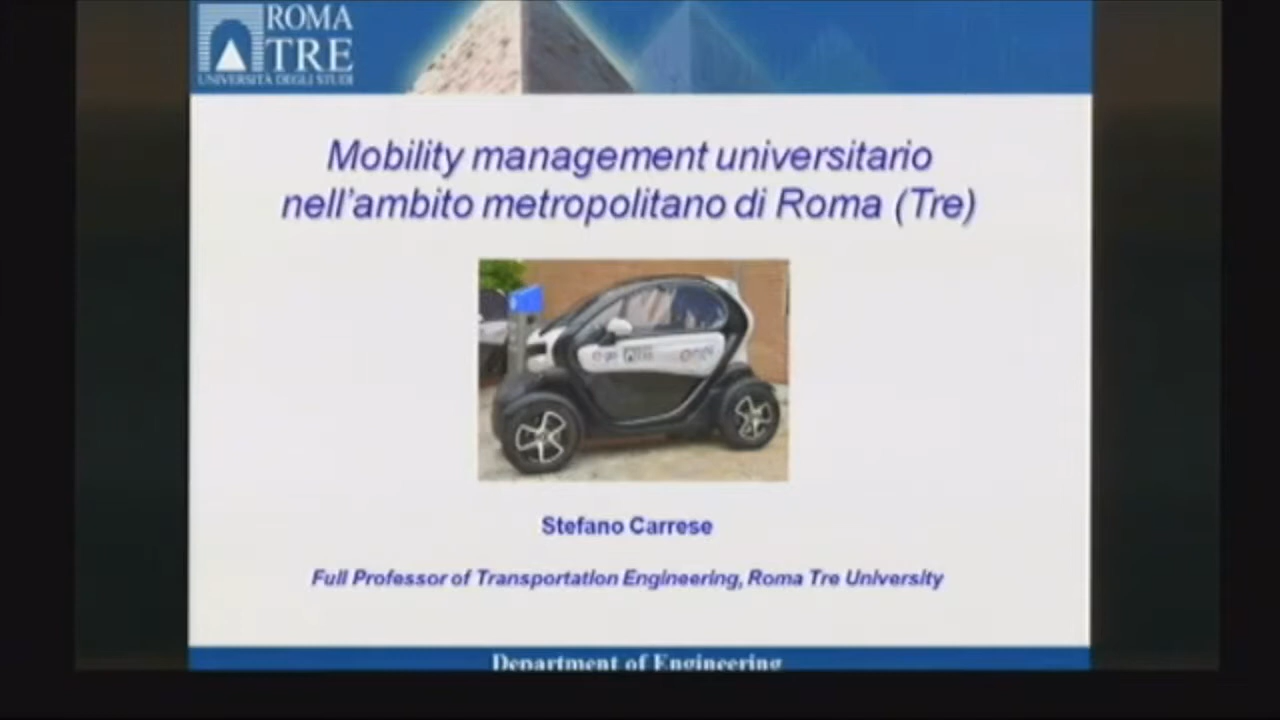 ROMA
TRE
UNIVERSITÀ DEGLI STUDI
Mobility management universitario
nell'ambito metropolitano di Roma (Tre)
Stefano Carrese
Full Professor of Transportation Engineering, Roma Tre University
Department of Engineering